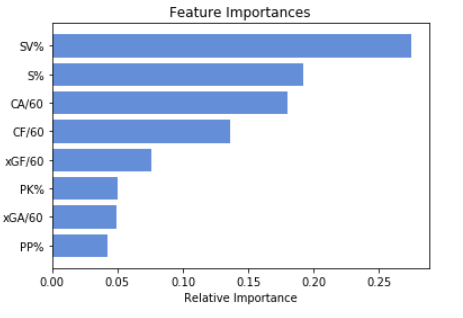 Feature Importances
SV%
S%
CA/60
CF/60
xGF/60
PK%
xGA/60
PP%
0.00 0.05 0.10 0.15 0.20 0.25
Relative Importance